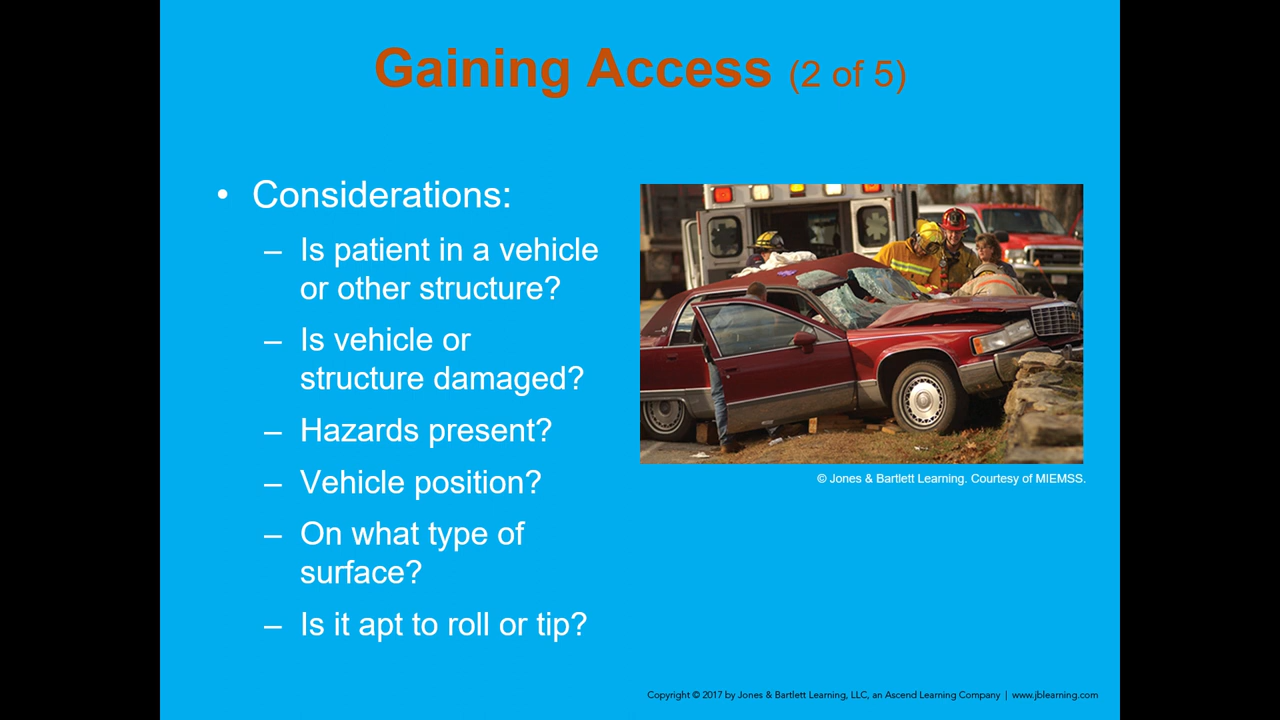 Gaining Access (2 of 5)
• Considerations:
– Is patient in a vehicle
or other structure?
– Is vehicle or
structure damaged?
– Hazards present?
– Vehicle position?
– On what type of
surface?
– Is it apt to roll or tip?
© Jones & Bartlett Learning. Courtesy of MIEMSS.
Copyright © 2017 by Jones & Bartlett Learning, LLC, an Ascend Learning Company | www.jblearning.com